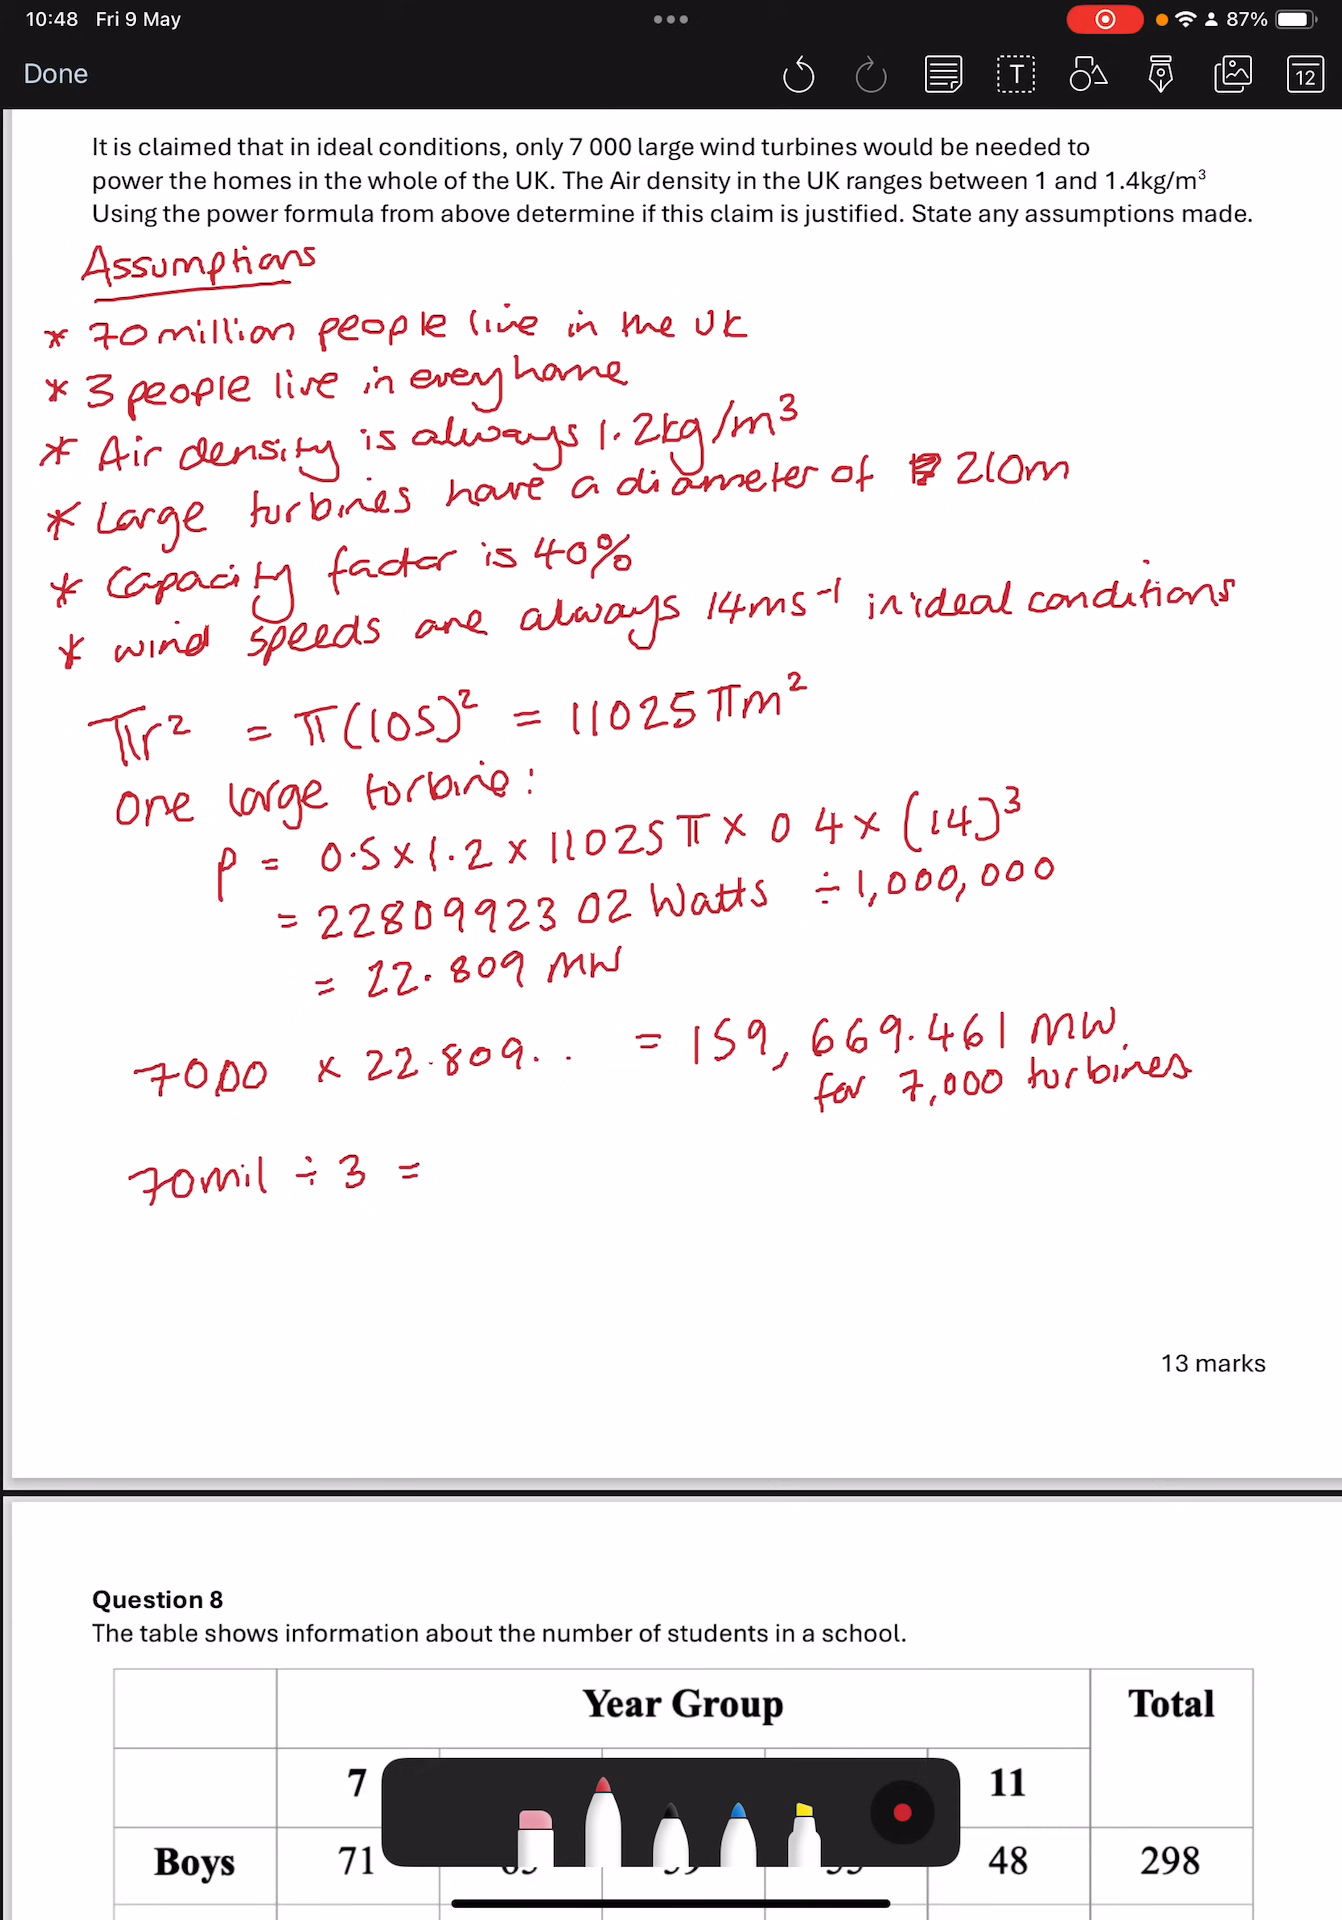 10:48 Fri 9 May
87%
Done
T
12
It is claimed that in ideal conditions, only 7 000 large wind turbines would be needed to
power the homes in the whole of the UK. The Air density in the UK ranges between 1 and 1.4kg/m³
Using the power formula from above determine if this claim is justified. State any assumptions made.
Assumptions
* 70 million people live in the UK
* 3 people live in every home
* Air density is always 1.2kg/m³
* Large turbines have a diameter of 210m
* Capacity factor is 40%
* wind speeds are always 14ms⁻¹ in ideal conditions
πr² = π(105)² = 11025πm²
One large turbine:
P = 0.5 × 1.2 × 11025π × 0 4 × (14)³
= 22809923 02 Watts ÷ 1,000,000
= 22.809 MW
7000 × 22.809.. = 159,669.461 MW
for 7,000 turbines
70mil ÷ 3 =
13 marks
Question 8
The table shows information about the number of students in a school.
Year Group Total
7 11
Boys 71 48 298